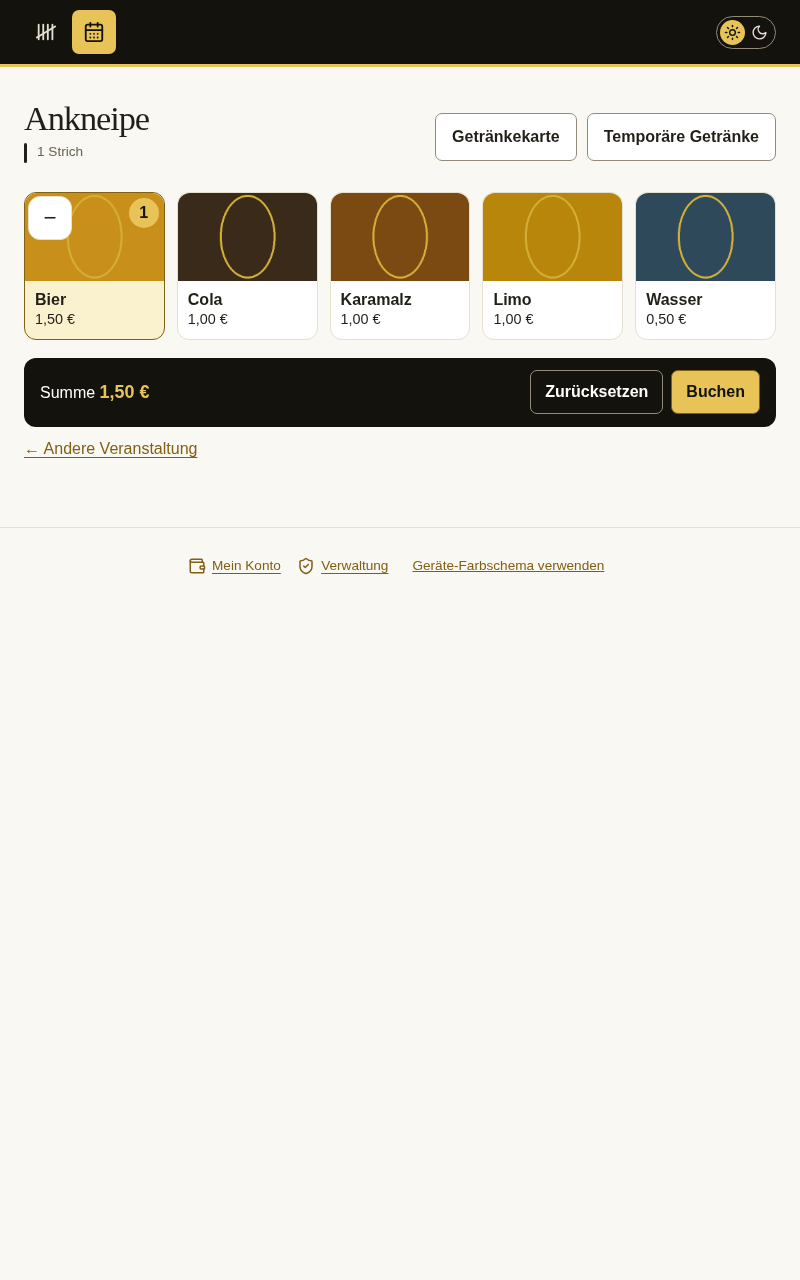 Ankneipe
1 Strich
Getränkekarte
Temporäre Getränke
−
1
Bier
1,50 €
Cola
1,00 €
Karamalz
1,00 €
Limo
1,00 €
Wasser
0,50 €
Summe 1,50 €
Zurücksetzen
Buchen
← Andere Veranstaltung
Mein Konto
Verwaltung
Geräte-Farbschema verwenden